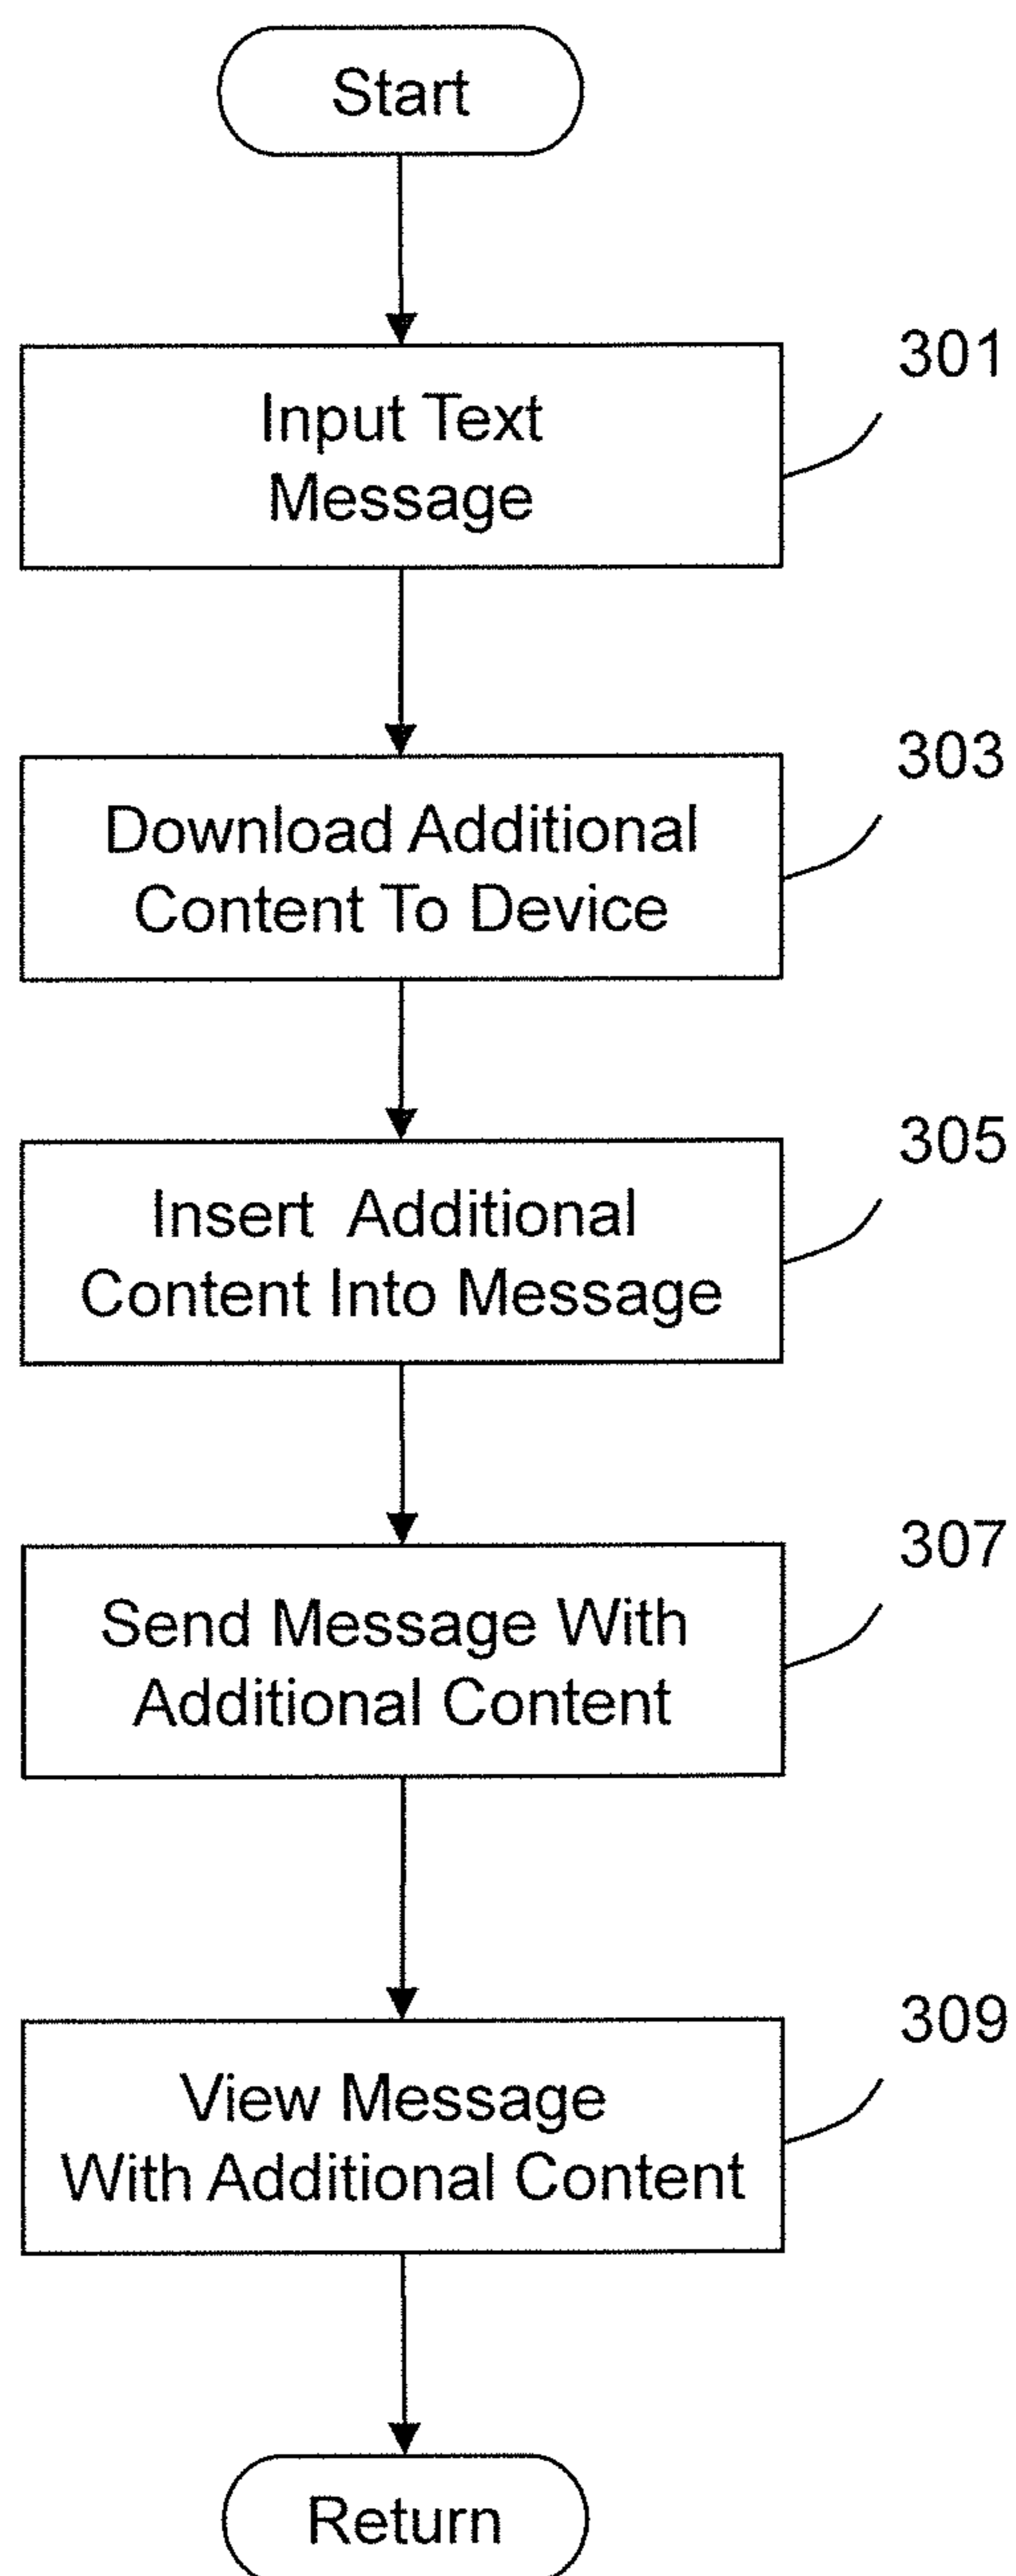 Start
301
Input Text
Message
303
Download Additional
Content To Device
305
Insert Additional
Content Into Message
307
Send Message With
Additional Content
309
View Message
With Additional Content
Return